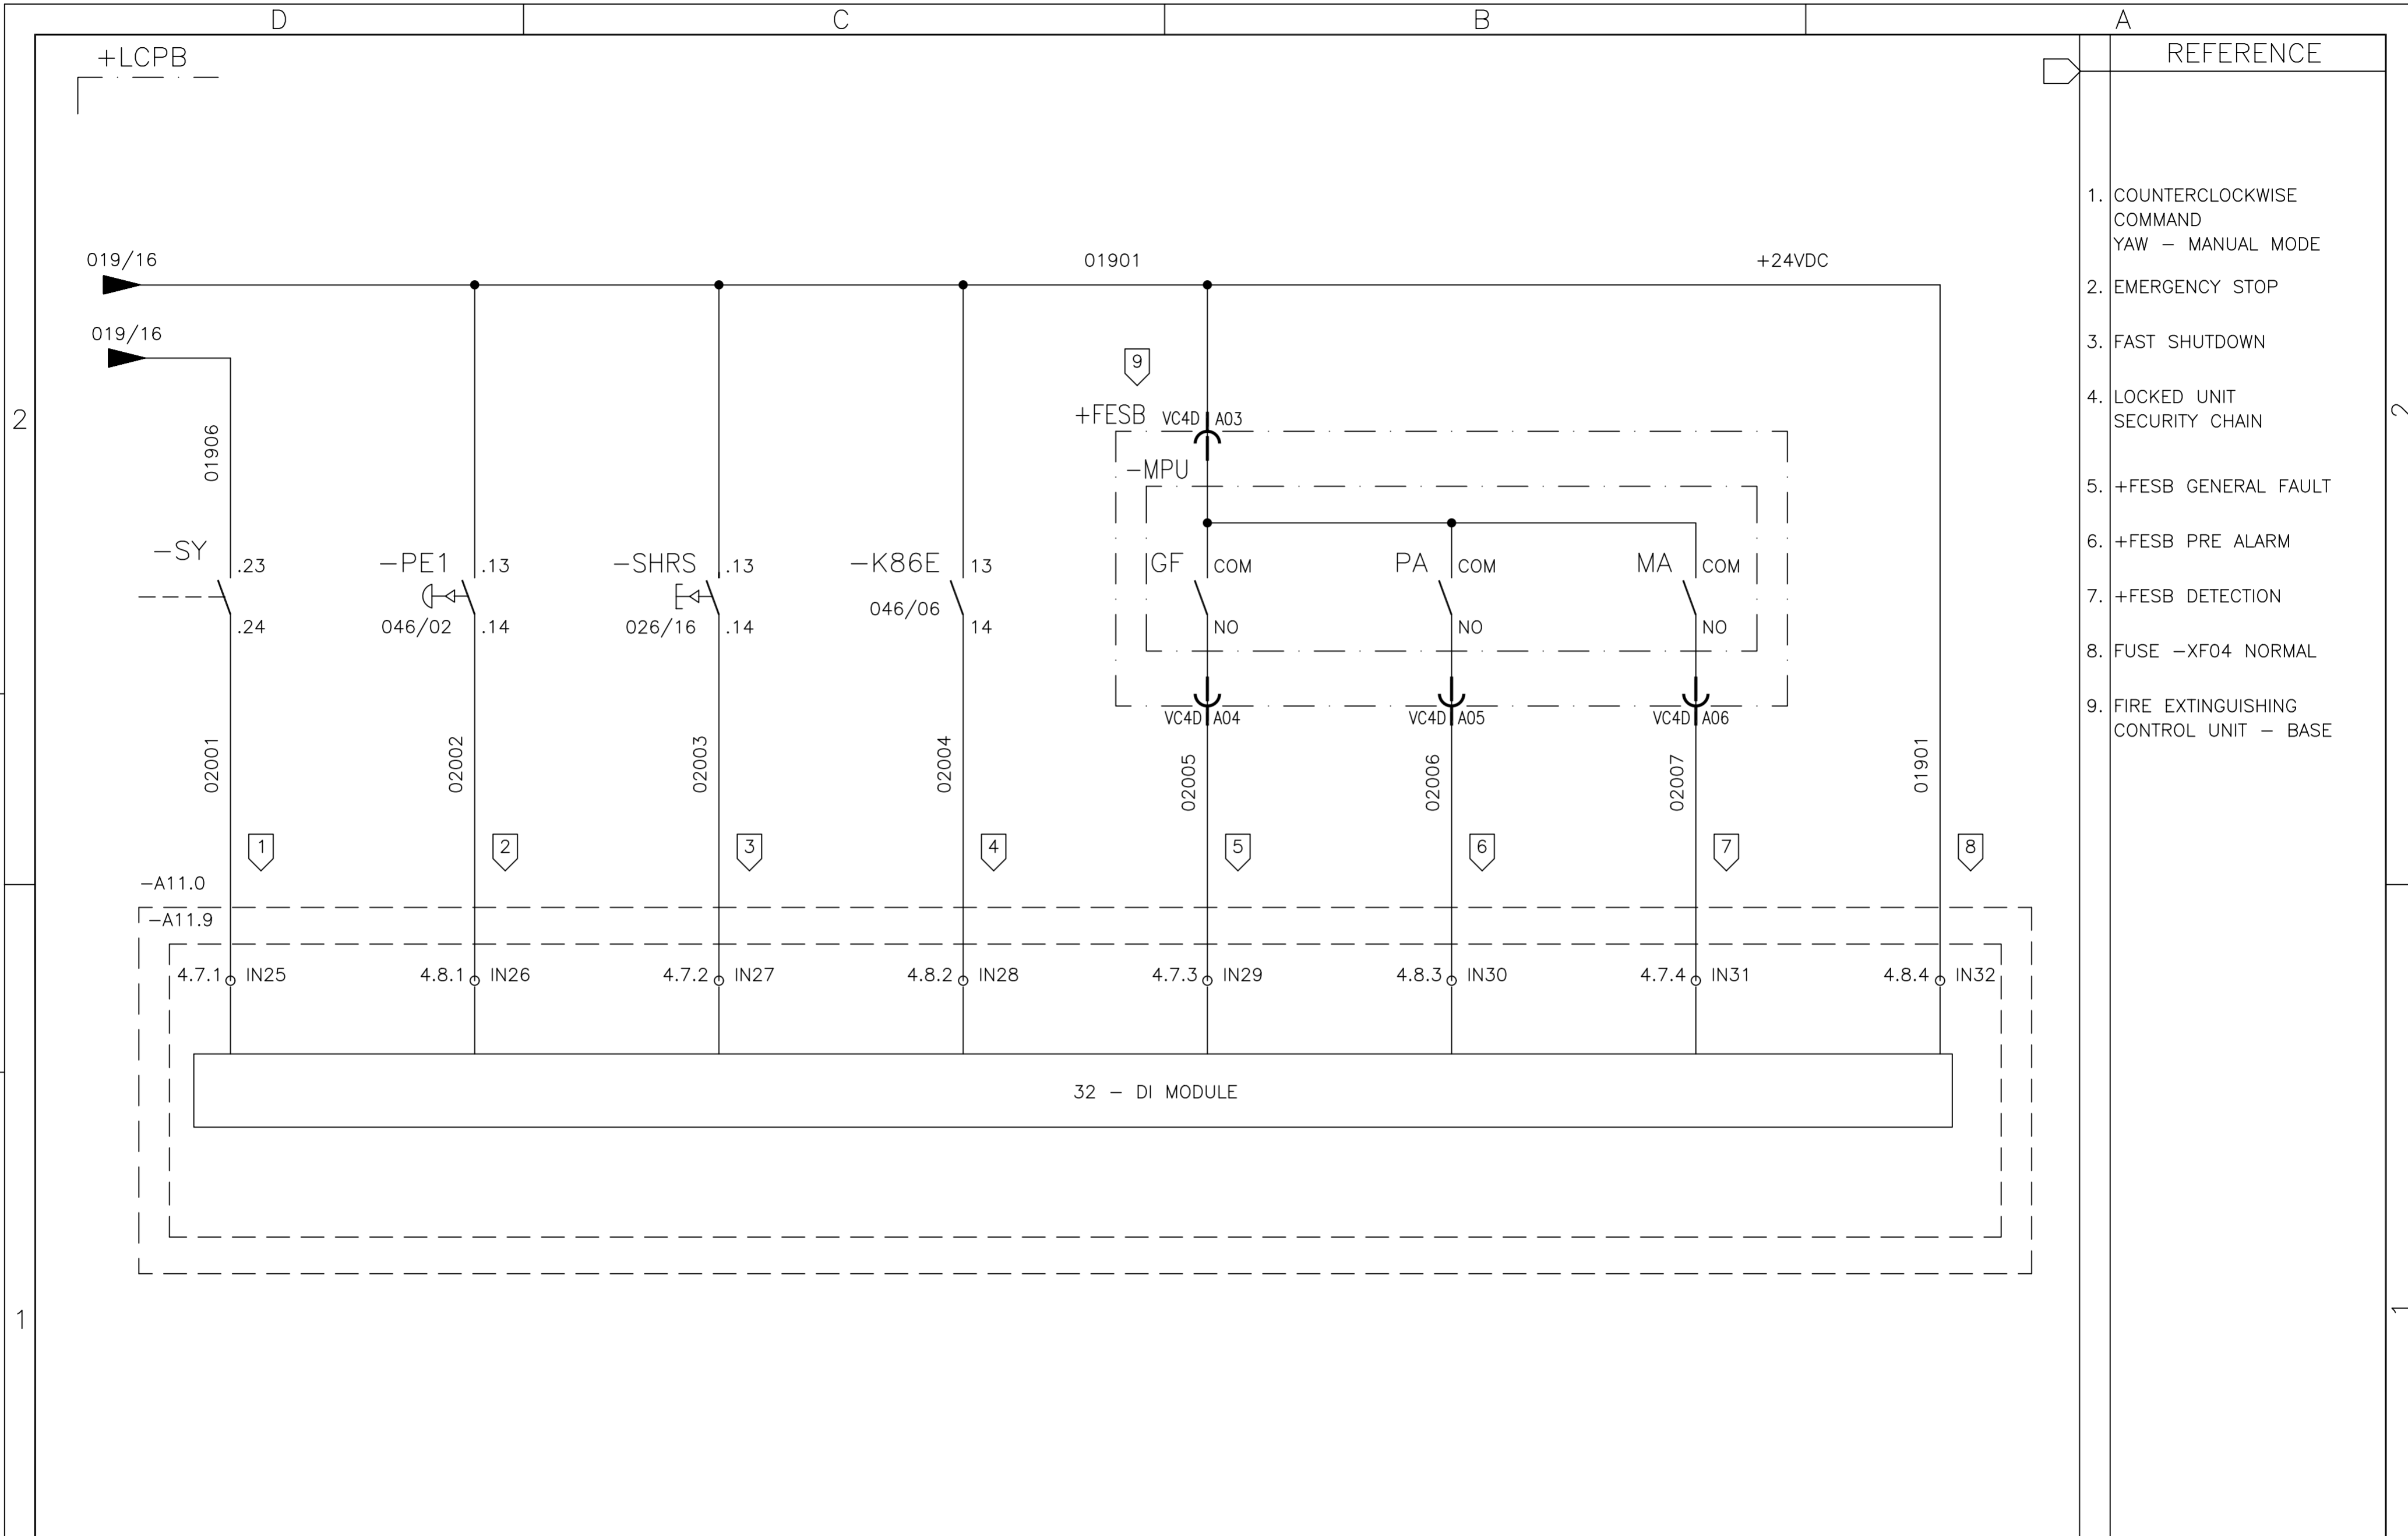 D C B A
+LCPB
REFERENCE
1. COUNTERCLOCKWISE
COMMAND
YAW – MANUAL MODE
2. EMERGENCY STOP
3. FAST SHUTDOWN
4. LOCKED UNIT
SECURITY CHAIN
5. +FESB GENERAL FAULT
6. +FESB PRE ALARM
7. +FESB DETECTION
8. FUSE –XF04 NORMAL
9. FIRE EXTINGUISHING
CONTROL UNIT – BASE
019/16 01901 +24VDC
019/16
9
2 2
+FESB VC4D A03
01906
–MPU
–SY .23 –PE1 .13 –SHRS .13 –K86E 13 GF COM PA COM MA COM
.24 046/02 .14 026/16 .14 046/06 14 NO NO NO
VC4D A04 VC4D A05 VC4D A06
02001 02002 02003 02004 02005 02006 02007 01901
1 2 3 4 5 6 7 8
–A11.0
–A11.9
4.7.1 IN25 4.8.1 IN26 4.7.2 IN27 4.8.2 IN28 4.7.3 IN29 4.8.3 IN30 4.7.4 IN31 4.8.4 IN32
32 – DI MODULE
1 1